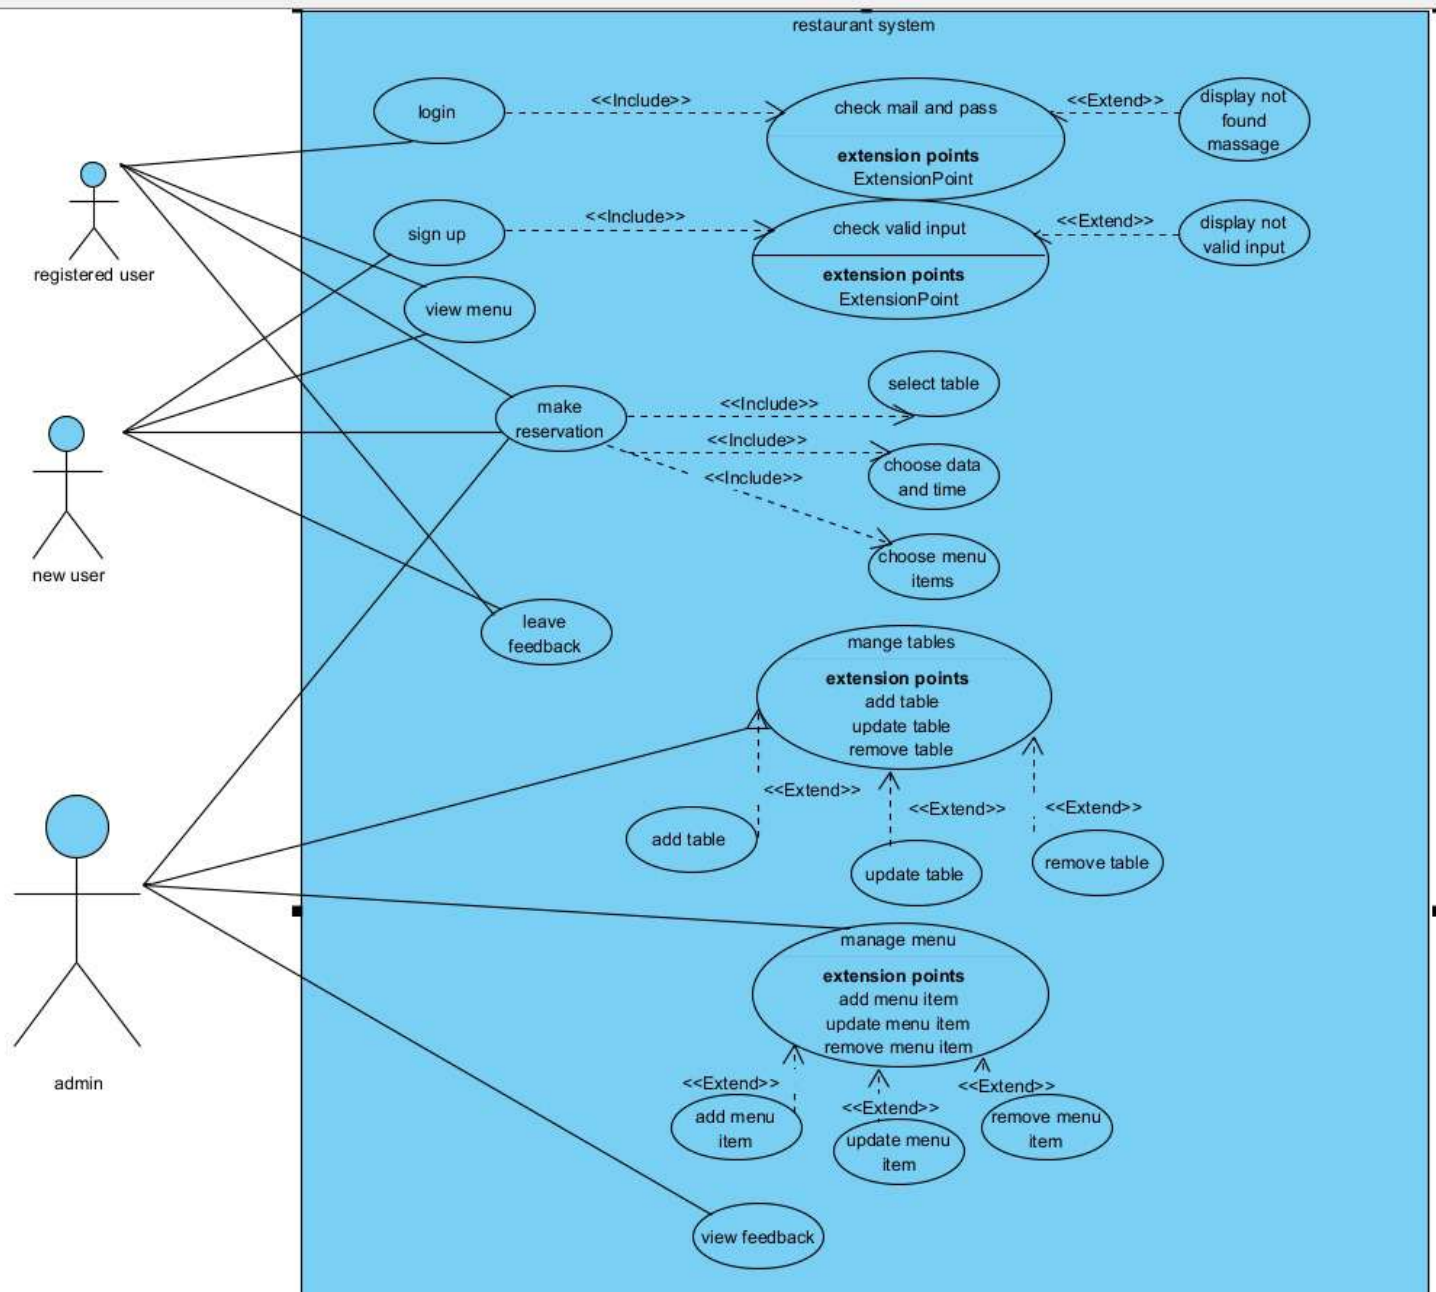 restaurant system
login
<<Include>>
check mail and pass
extension points
ExtensionPoint
<<Extend>>
display not
found
massage
registered user
sign up
<<Include>>
check valid input
extension points
ExtensionPoint
<<Extend>>
display not
valid input
view menu
make
reservation
<<Include>>
select table
<<Include>>
choose data
and time
<<Include>>
choose menu
items
new user
leave
feedback
mange tables
extension points
add table
update table
remove table
<<Extend>>
<<Extend>>
<<Extend>>
add table
update table
remove table
manage menu
extension points
add menu item
update menu item
remove menu item
admin
<<Extend>>
<<Extend>>
<<Extend>>
add menu
item
update menu
item
remove menu
item
view feedback